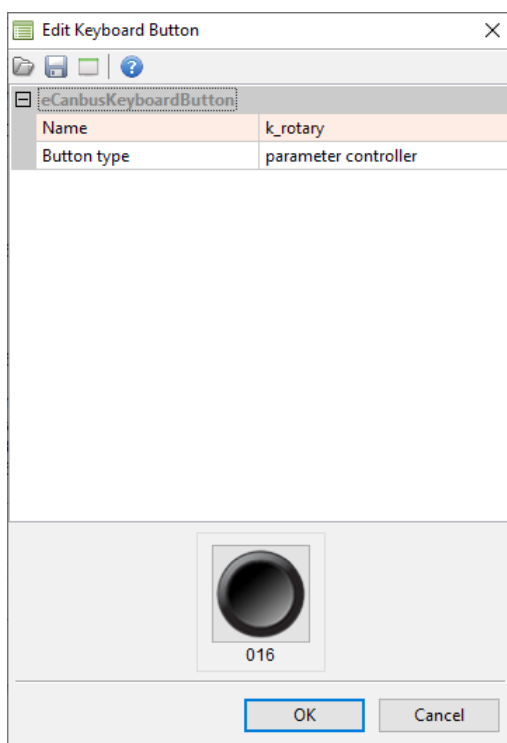 Edit Keyboard Button
eCanbusKeyboardButton
Name k_rotary
Button type parameter controller
016
OK Cancel